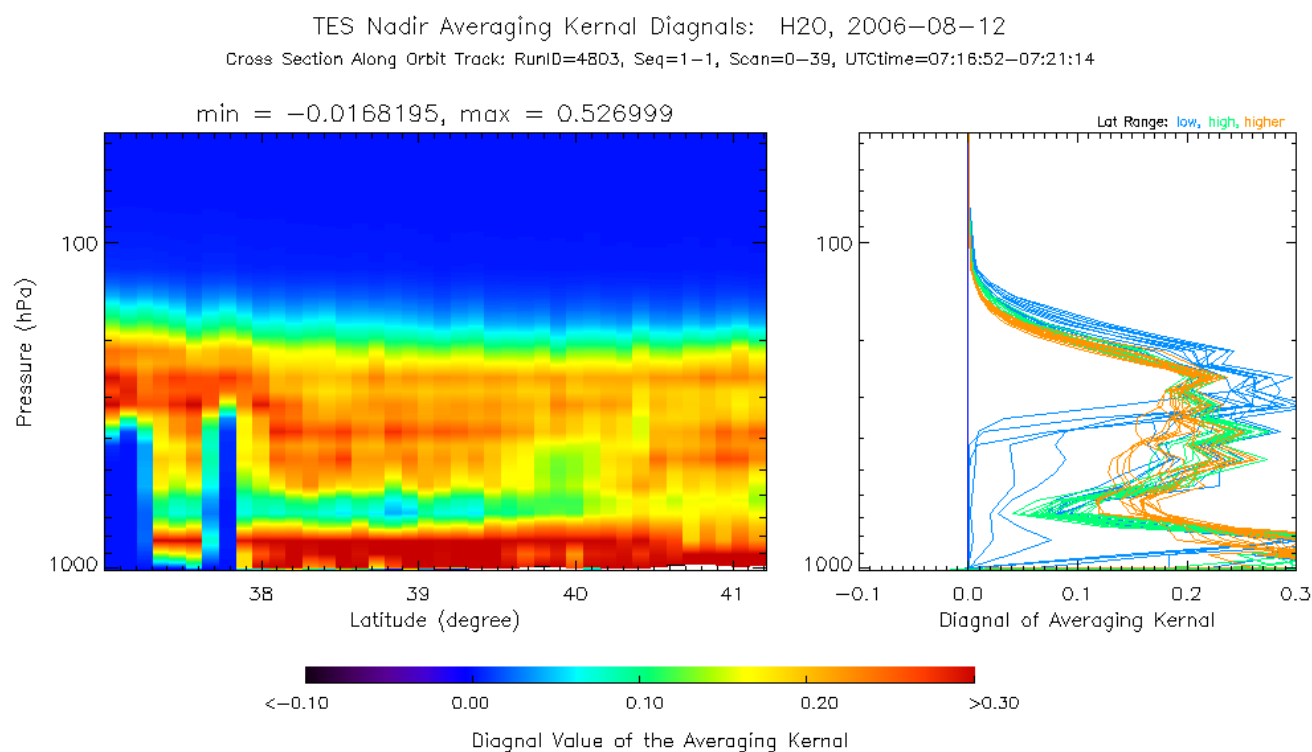 TES Nadir Averaging Kernel Diagnals: H2O, 2006-08-12
Cross Section Along Orbit Track: RunID=4803, Seq=1-1, Scan=0-39, UTCtime=07:16:52-07:21:14
min = -0.0168195, max = 0.526999
Lat Range: low, high, higher
100
1000
Pressure (hPa)
38 39 40 41
Latitude (degree)
100
1000
-0.1 0.0 0.1 0.2 0.3
Diagnal of Averaging Kernel
<-0.10 0.00 0.10 0.20 >0.30
Diagnal Value of the Averaging Kernel